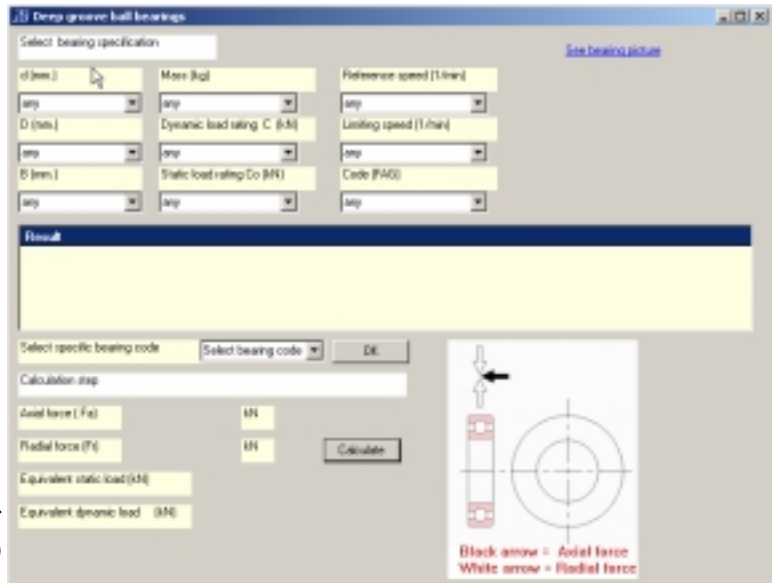 Deep groove ball bearings
Select bearing specification
See bearing picture
d (mm.) Mass (kg) Reference speed (1/min)
any any any
D (mm.) Dynamic load rating C (kN) Limiting speed (1/min)
any any any
B (mm.) Static load rating Co (kN) Code (FAG)
any any any
Result
Select specific bearing code Select bearing code OK
Calculation step
Axial force ( Fa) kN
Radial force (Fr) kN Calculate
Equivalent static load (kN)
Equivalent dynamic load (kN)
Black arrow = Axial force
White arrow = Radial force